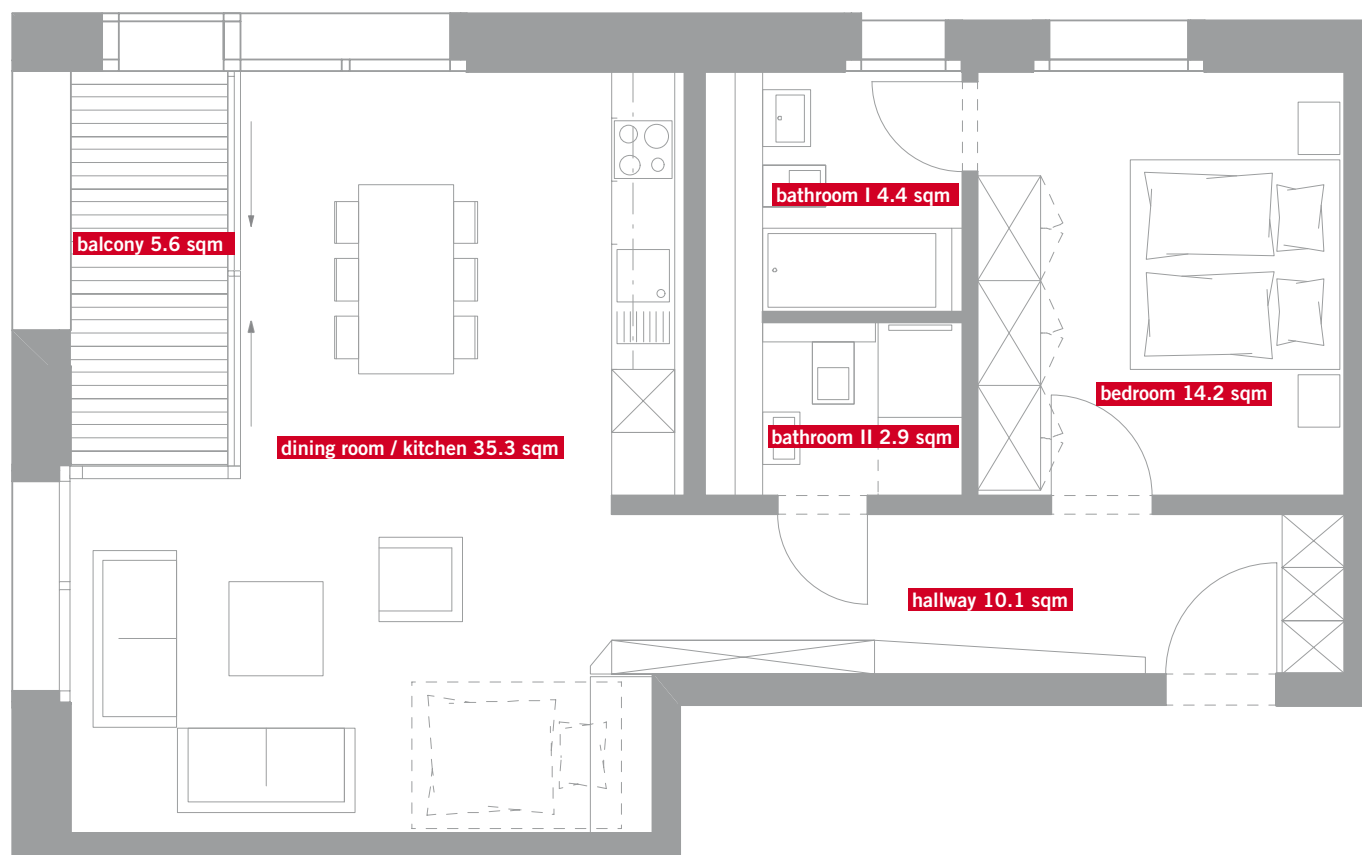 bathroom I 4.4 sqm
balcony 5.6 sqm
bedroom 14.2 sqm
bathroom II 2.9 sqm
dining room / kitchen 35.3 sqm
hallway 10.1 sqm